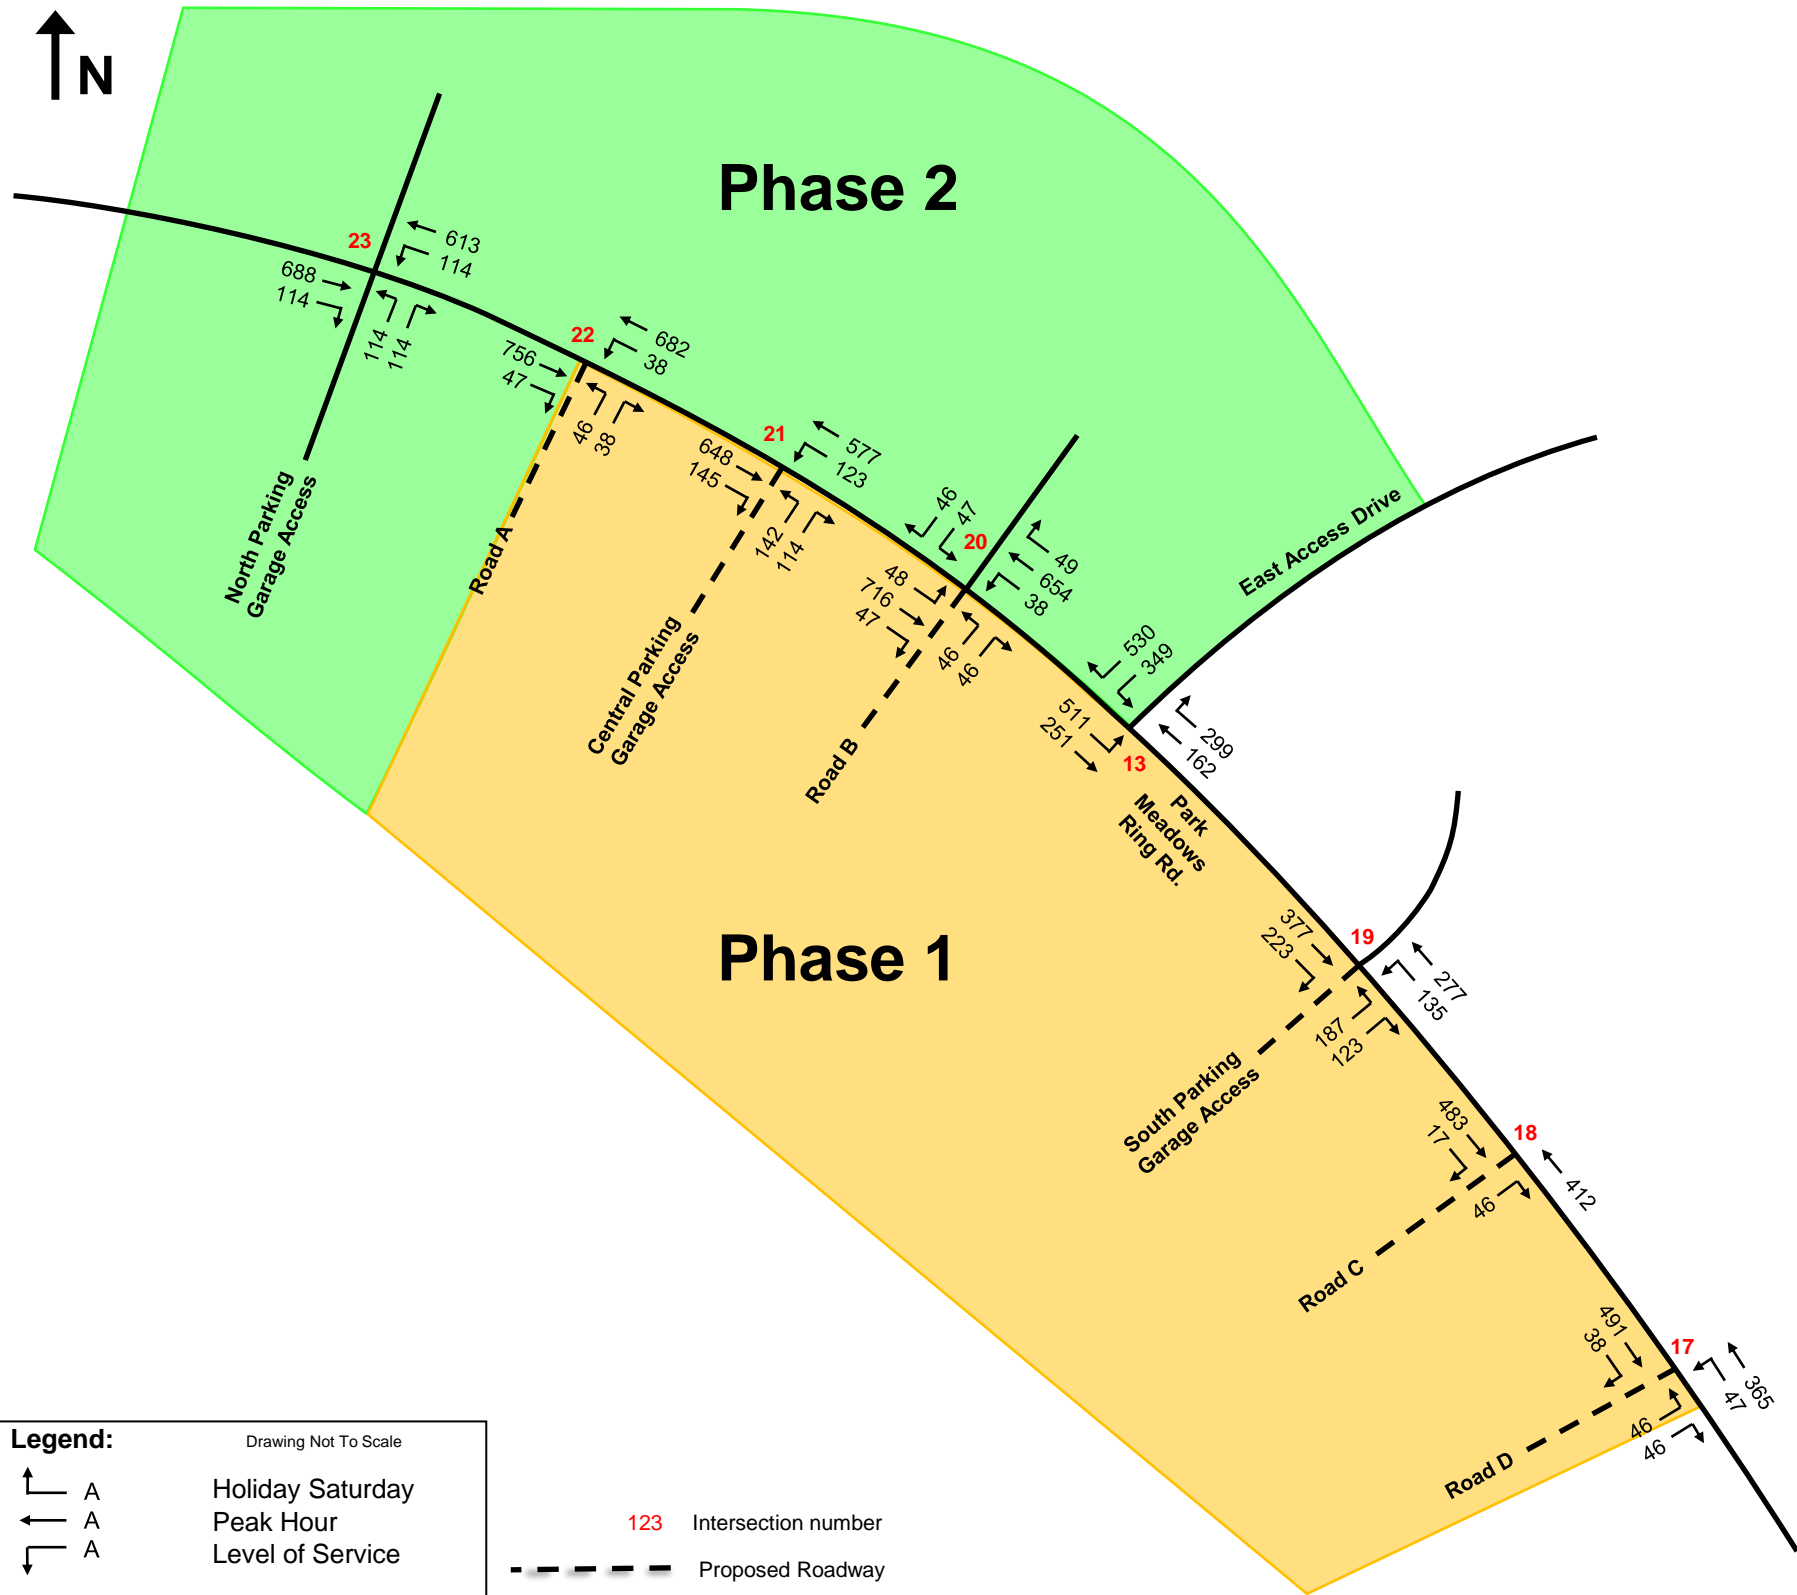 N
Phase 2
23
613
114
688
114
114
114
22
682
38
756
47
46
38
North Parking
Garage Access
Road A
21
577
123
648
145
142
114
Central Parking
Garage Access
46
47
20
49
654
38
48
716
47
46
46
Road B
East Access Drive
530
349
511
251
13
299
162
Park
Meadows
Ring Rd.
Phase 1
377
223
19
277
135
187
123
South Parking
Garage Access
483
17
18
412
46
Road C
491
38
17
365
47
46
46
Road D
Legend:
Drawing Not To Scale
A Holiday Saturday
A Peak Hour
A Level of Service
123 Intersection number
Proposed Roadway